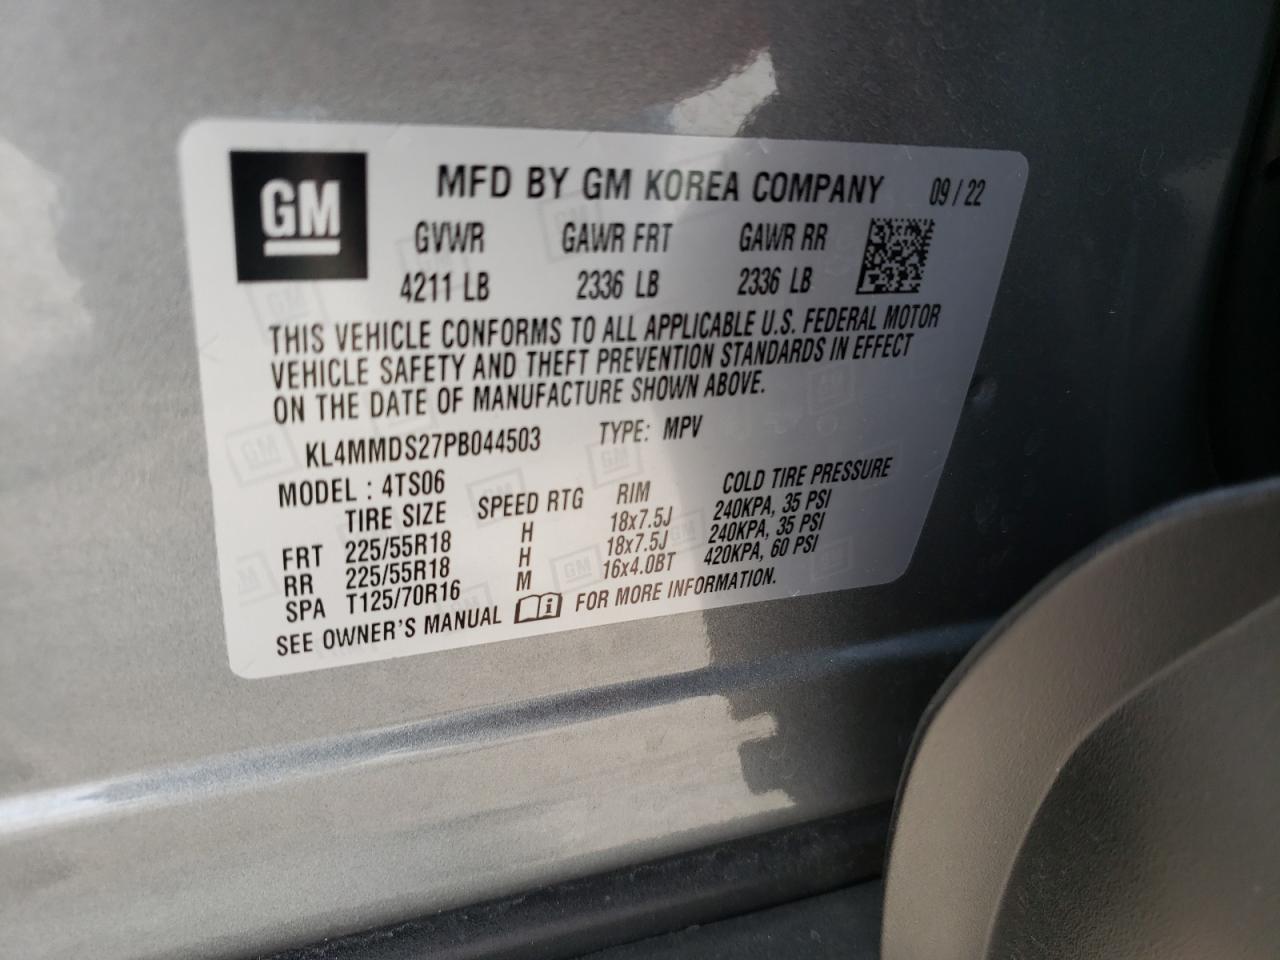 GM
MFD BY GM KOREA COMPANY 09 / 22
GVWR GAWR FRT GAWR RR
4211 LB 2336 LB 2336 LB
THIS VEHICLE CONFORMS TO ALL APPLICABLE U.S. FEDERAL MOTOR
VEHICLE SAFETY AND THEFT PREVENTION STANDARDS IN EFFECT
ON THE DATE OF MANUFACTURE SHOWN ABOVE.
KL4MMDS27PB044503 TYPE: MPV
MODEL : 4TS06
TIRE SIZE SPEED RTG RIM COLD TIRE PRESSURE
FRT 225/55R18 H 18x7.5J 240KPA, 35 PSI
RR 225/55R18 H 18x7.5J 240KPA, 35 PSI
SPA T125/70R16 M 16x4.0BT 420KPA, 60 PSI
SEE OWNER'S MANUAL i FOR MORE INFORMATION.